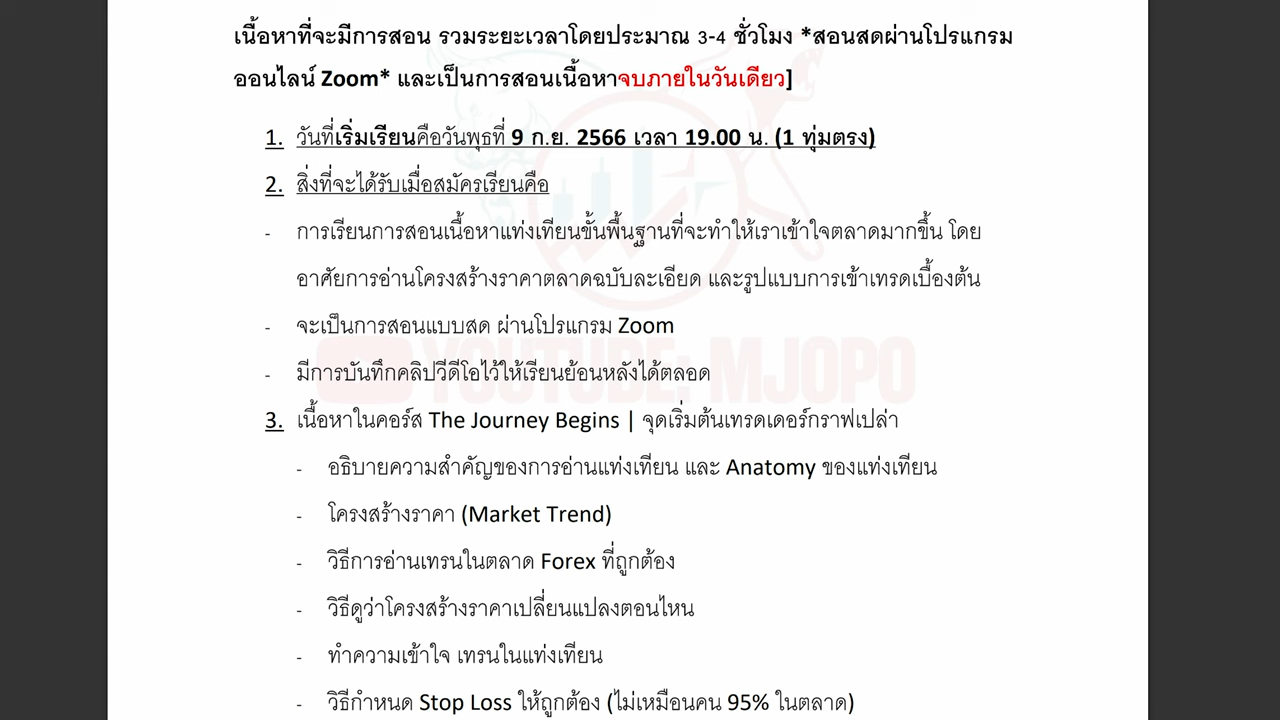 เนื้อหาที่จะมีการสอน รวมระยะเวลาโดยประมาณ 3-4 ชั่วโมง *สอนสดผ่านโปรแกรม
ออนไลน์ Zoom* และเป็นการสอนเนื้อหาจบภายในวันเดียว]
1. วันที่เริ่มเรียนคือวันพุธที่ 9 ก.ย. 2566 เวลา 19.00 น. (1 ทุ่มตรง)
2. สิ่งที่จะได้รับเมื่อสมัครเรียนคือ
- การเรียนการสอนเนื้อหาแท่งเทียนขั้นพื้นฐานที่จะทำให้เราเข้าใจตลาดมากขึ้น โดย
อาศัยการอ่านโครงสร้างราคาตลาดฉบับละเอียด และรูปแบบการเข้าเทรดเบื้องต้น
- จะเป็นการสอนแบบสด ผ่านโปรแกรม Zoom
- มีการบันทึกคลิปวีดีโอไว้ให้เรียนย้อนหลังได้ตลอด
YOUTUBE: MJOPO
3. เนื้อหาในคอร์ส The Journey Begins | จุดเริ่มต้นเทรดเดอร์กราฟเปล่า
- อธิบายความสำคัญของการอ่านแท่งเทียน และ Anatomy ของแท่งเทียน
- โครงสร้างราคา (Market Trend)
- วิธีการอ่านเทรนในตลาด Forex ที่ถูกต้อง
- วิธีดูว่าโครงสร้างราคาเปลี่ยนแปลงตอนไหน
- ทำความเข้าใจ เทรนในแท่งเทียน
- วิธีกำหนด Stop Loss ให้ถูกต้อง (ไม่เหมือนคน 95% ในตลาด)